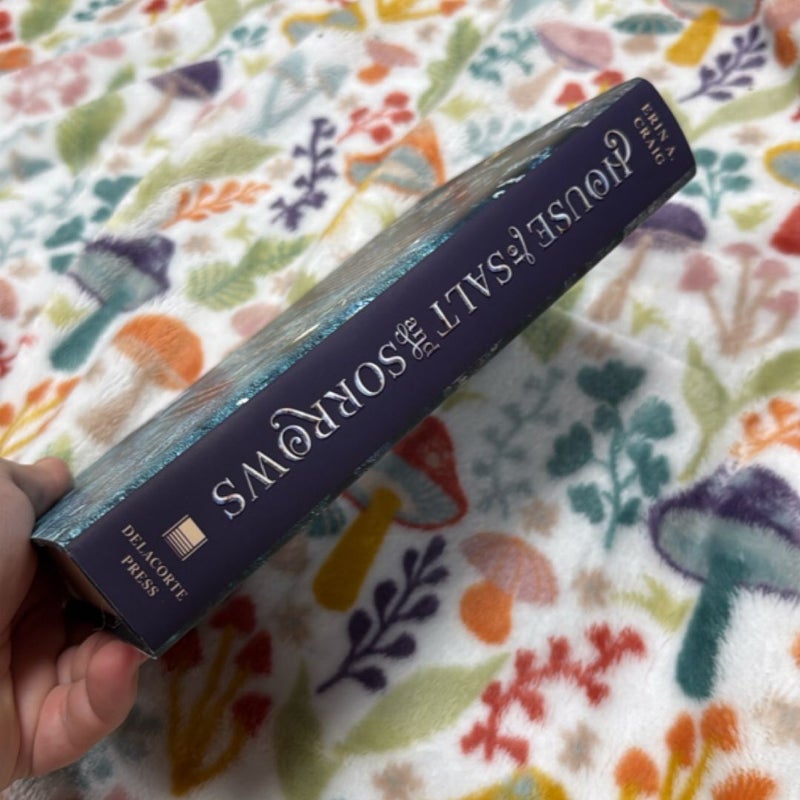 ERIN A.
CRAIG
HOUSE of SALT and SORROWS
DELACORTE
PRESS